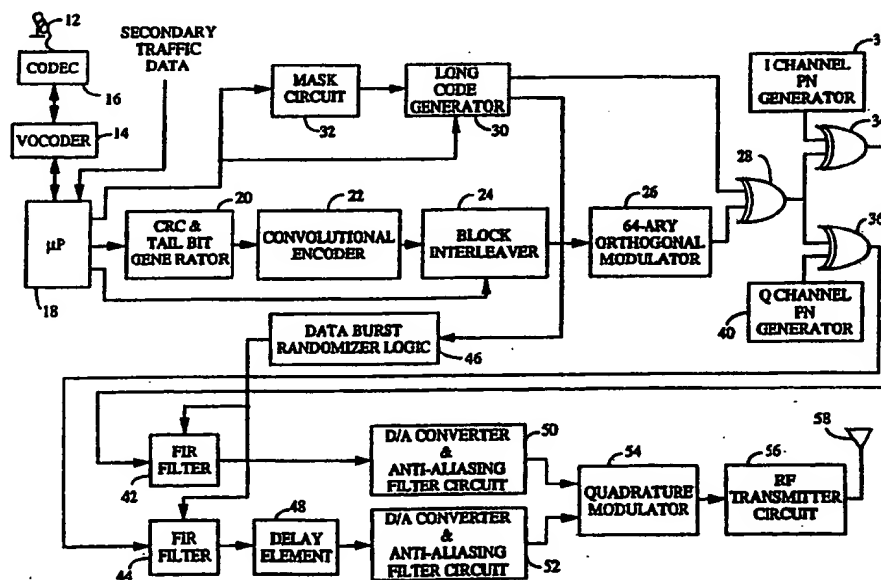 12
SECONDARY
TRAFFIC
DATA
CODEC
16
VOCODER
14
MASK
CIRCUIT
32
LONG
CODE
GENERATOR
30
I CHANNEL
PN
GENERATOR
28
μP
18
20
CRC &
TAIL BIT
GENE RATOR
22
CONVOLUTIONAL
ENCODER
24
BLOCK
INTERLEAVER
26
64-ARY
ORTHOGONAL
MODULATOR
36
Q CHANNEL
PN
GENERATOR
40
DATA BURST
RANDOMIZER LOGIC
46
FIR
FILTER
42
D/A CONVERTER
&
ANTI-ALIASING
FILTER CIRCUIT
50
54
QUADRATURE
MODULATOR
56
RF
TRANSMITTER
CIRCUIT
58
FIR
FILTER
44
48
DELAY
ELEMENT
D/A CONVERTER
&
ANTI-ALIASING
FILTER CIRCUIT
52